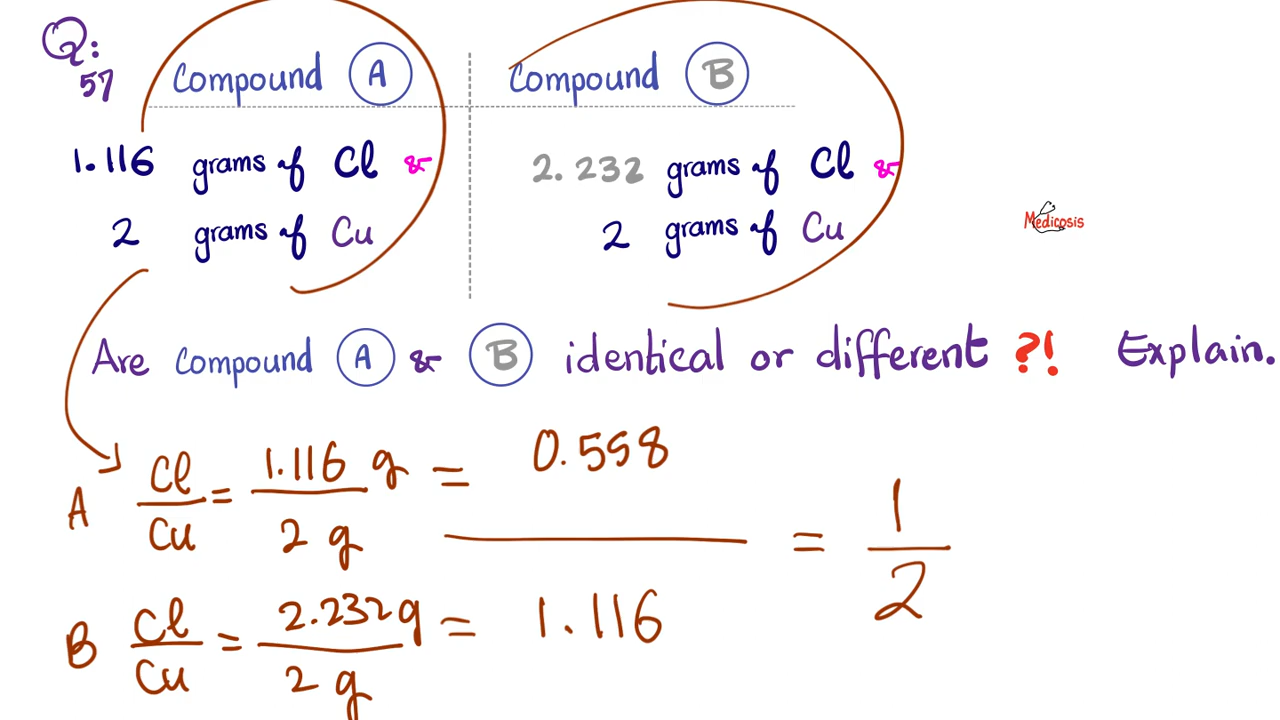 Q:
57
Compound A
Compound B
1.116 grams of Cl &
2.232 grams of Cl &
2 grams of Cu
2 grams of Cu
Medicosis
Are Compound A & B identical or different ?! Explain.
A Cl/Cu = 1.116 g/2 g = 0.558
B Cl/Cu = 2.232g/2 g = 1.116
= 1/2